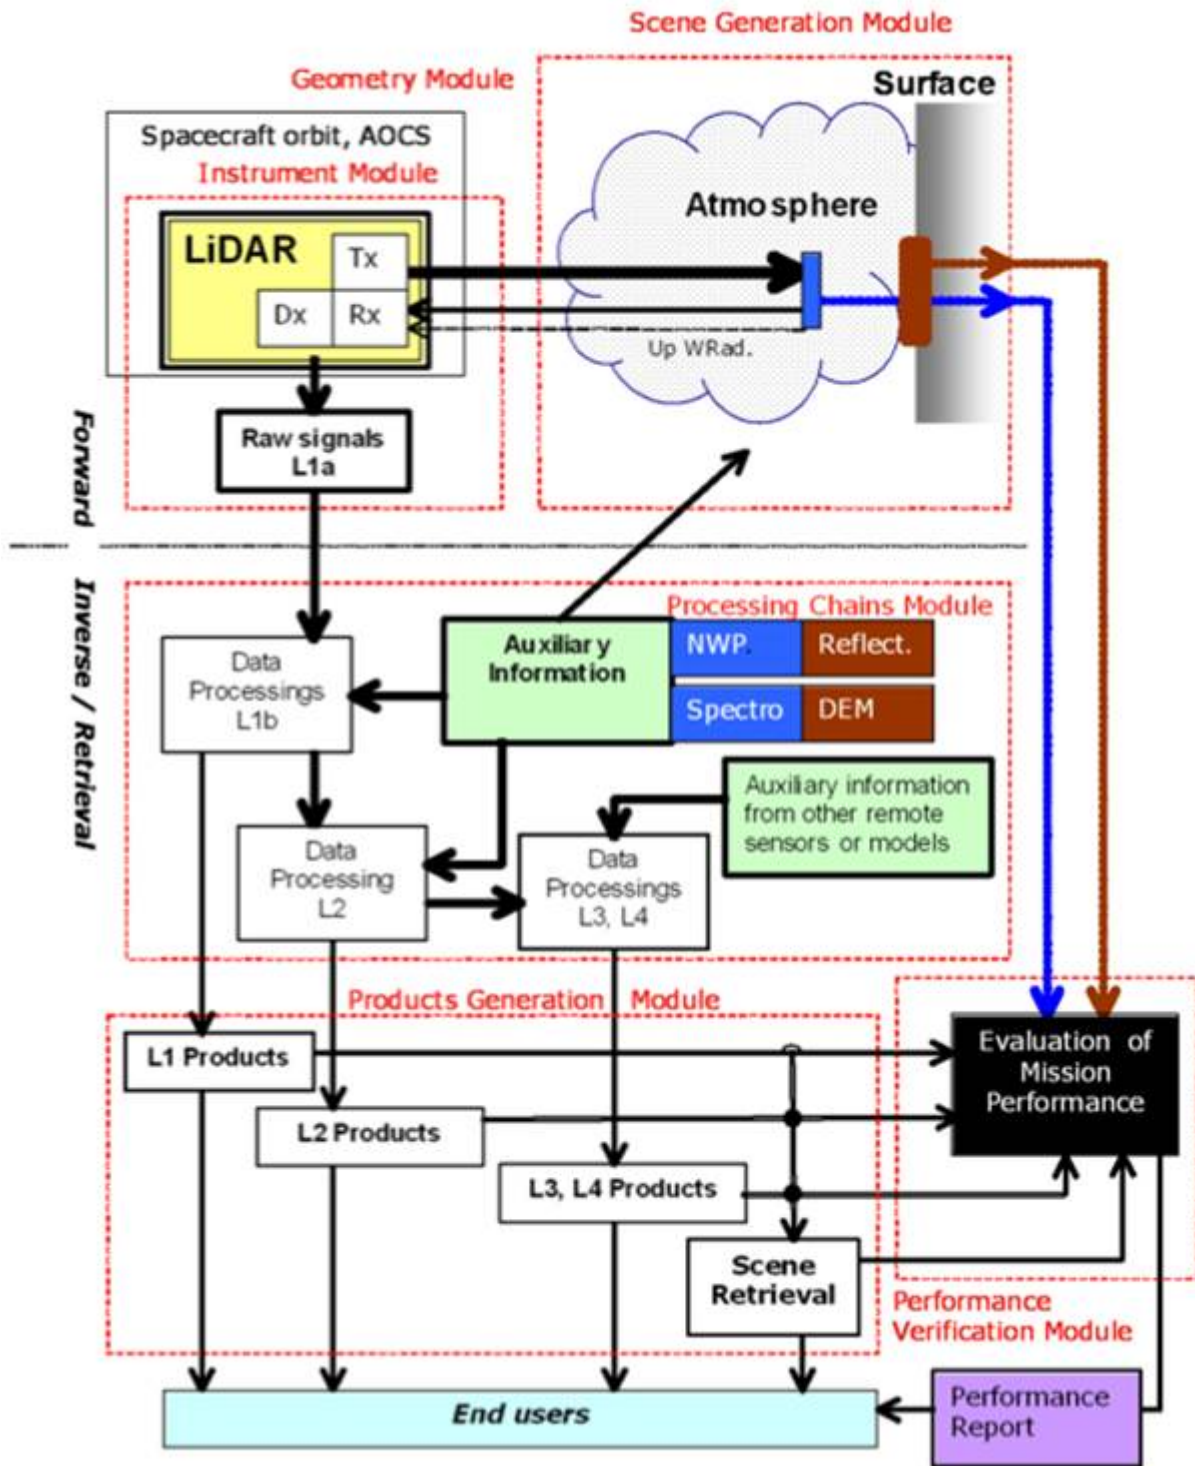 Scene Generation Module
Geometry Module
Surface
Spacecraft orbit, AOCS
Instrument Module
Atmosphere
LiDAR
Tx
Dx
Rx
Up WRad.
Raw signals
L1a
Forward
Inverse / Retrieval
Processing Chains Module
Auxiliary
Information
NWP.
Reflect.
Spectro
DEM
Data
Processings
L1b
Auxiliary information
from other remote
sensors or models
Data
Processing
L2
Data
Processings
L3, L4
Products Generation Module
L1 Products
Evaluation of
Mission
Performance
L2 Products
L3, L4 Products
Scene
Retrieval
Performance
Verification Module
Performance
Report
End users